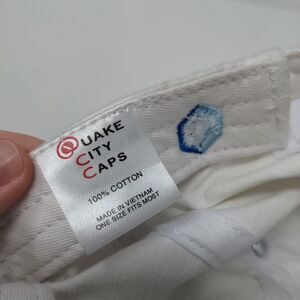 QUAKE
CITY
CAPS
100% COTTON
MADE IN VIETNAM
ONE SIZE FITS MOST